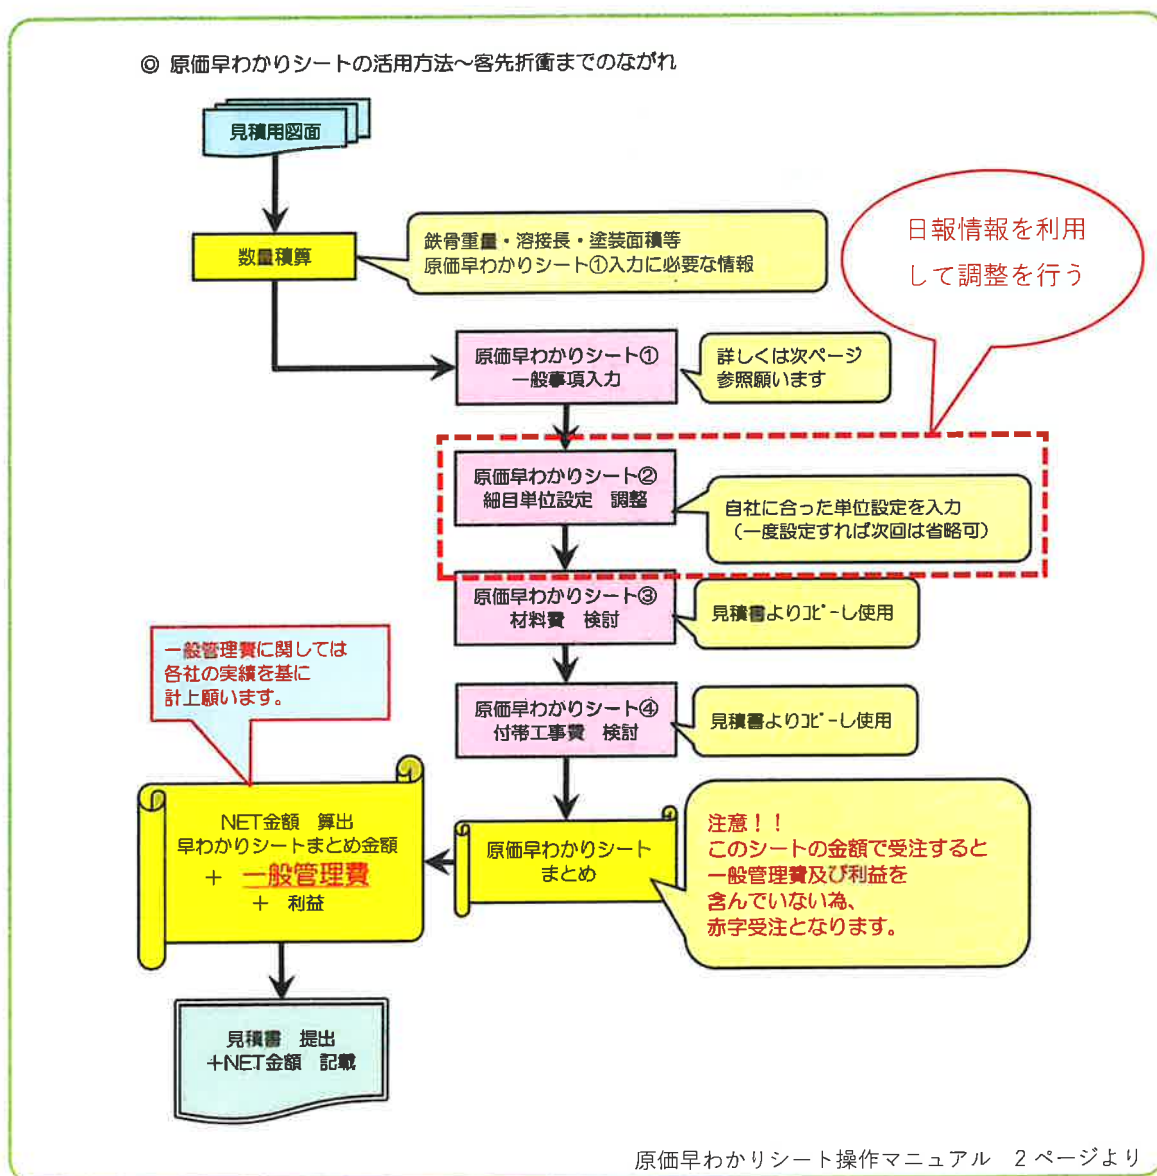 ◎ 原価早わかりシートの活用方法～客先折衝までのながれ
見積用図面
数量積算
鉄骨重量・溶接長・塗装面積等
原価早わかりシート①入力に必要な情報
日報情報を利用
して調整を行う
原価早わかりシート①
一般事項入力
詳しくは次ページ
参照願います
原価早わかりシート②
細目単位設定　調整
自社に合った単位設定を入力
（一度設定すれば次回は省略可）
原価早わかりシート③
材料費　検討
見積書よりｺﾋﾟｰし使用
一般管理費に関しては
各社の実績を基に
計上願います。
原価早わかりシート④
付帯工事費　検討
見積書よりｺﾋﾟｰし使用
NET金額　算出
早わかりシートまとめ金額
＋　一般管理費
＋　利益
原価早わかりシート
まとめ
注意！！
このシートの金額で受注すると
一般管理費及び利益を
含んでいない為、
赤字受注となります。
見積書　提出
＋NET金額　記載
原価早わかりシート操作マニュアル　2ページより